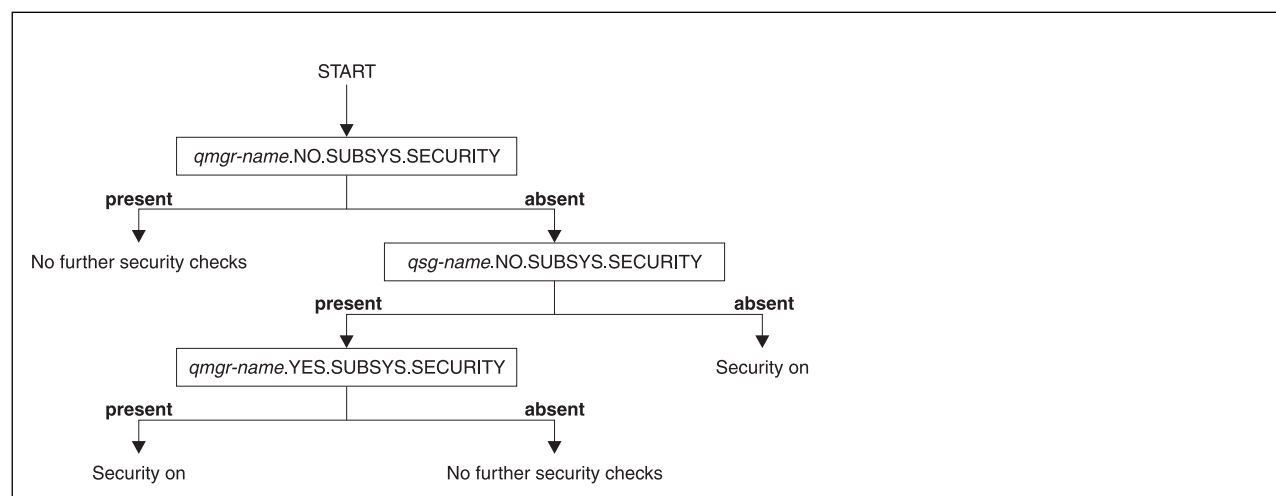 START
qmgr-name.NO.SUBSYS.SECURITY
present absent
No further security checks
qsg-name.NO.SUBSYS.SECURITY
present absent
qmgr-name.YES.SUBSYS.SECURITY
Security on
present absent
Security on No further security checks